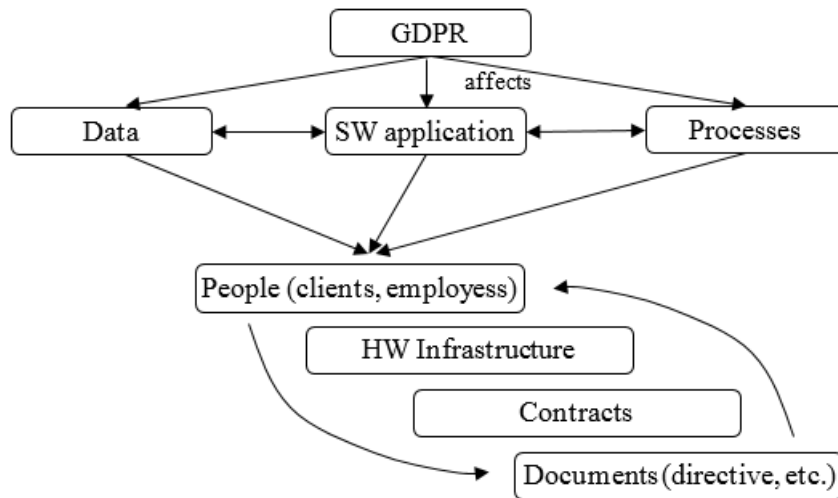 GDPR
affects
Data
SW application
Processes
People (clients, employess)
HW Infrastructure
Contracts
Documents (directive, etc.)